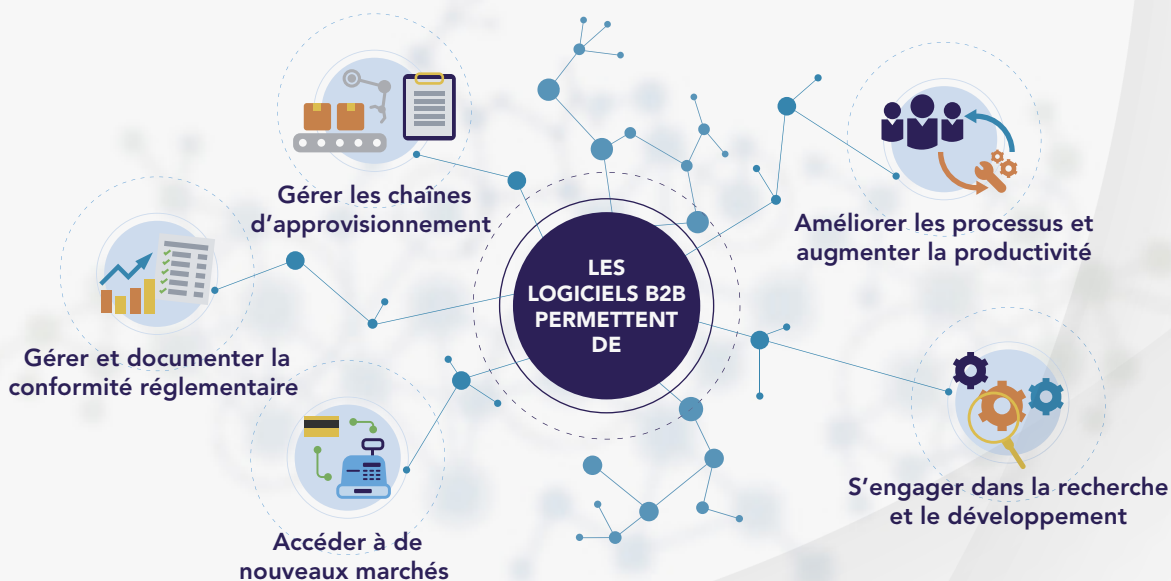 Gérer les chaînes
d'approvisionnement
Améliorer les processus et
augmenter la productivité
LES
LOGICIELS B2B
PERMETTENT
DE
Gérer et documenter la
conformité réglementaire
S'engager dans la recherche
et le développement
Accéder à de
nouveaux marchés